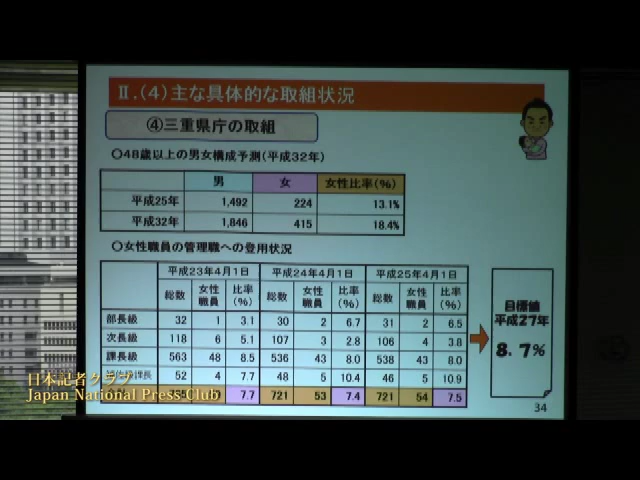 Ⅱ.(4)主な具体的な取組状況
④三重県庁の取組
○48歳以上の男女構成予測(平成32年)
男 女 女性比率(%)
平成25年 1,492 224 13.1%
平成32年 1,846 415 18.4%
○女性職員の管理職への登用状況
平成23年4月1日 平成24年4月1日 平成25年4月1日
総数 女性職員 比率(%) 総数 女性職員 比率(%) 総数 女性職員 比率(%)
部長級 32 1 3.1 30 2 6.7 31 2 6.5
次長級 118 6 5.1 107 3 2.8 106 4 3.8
課長級 563 48 8.5 536 43 8.0 538 43 8.0
課長 52 4 7.7 48 5 10.4 46 5 10.9
7.7 721 53 7.4 721 54 7.5
目標値
平成27年
8.7%
34
日本記者クラブ
Japan National Press Club